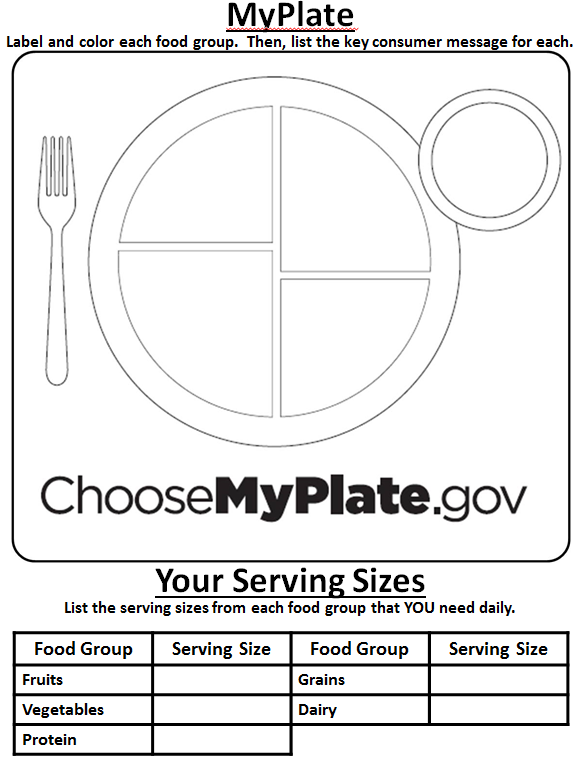 MyPlate
Label and color each food group.  Then, list the key consumer message for each.
ChooseMyPlate.gov
Your Serving Sizes
List the serving sizes from each food group that YOU need daily.
Food Group Serving Size Food Group Serving Size
Fruits Grains
Vegetables Dairy
Protein